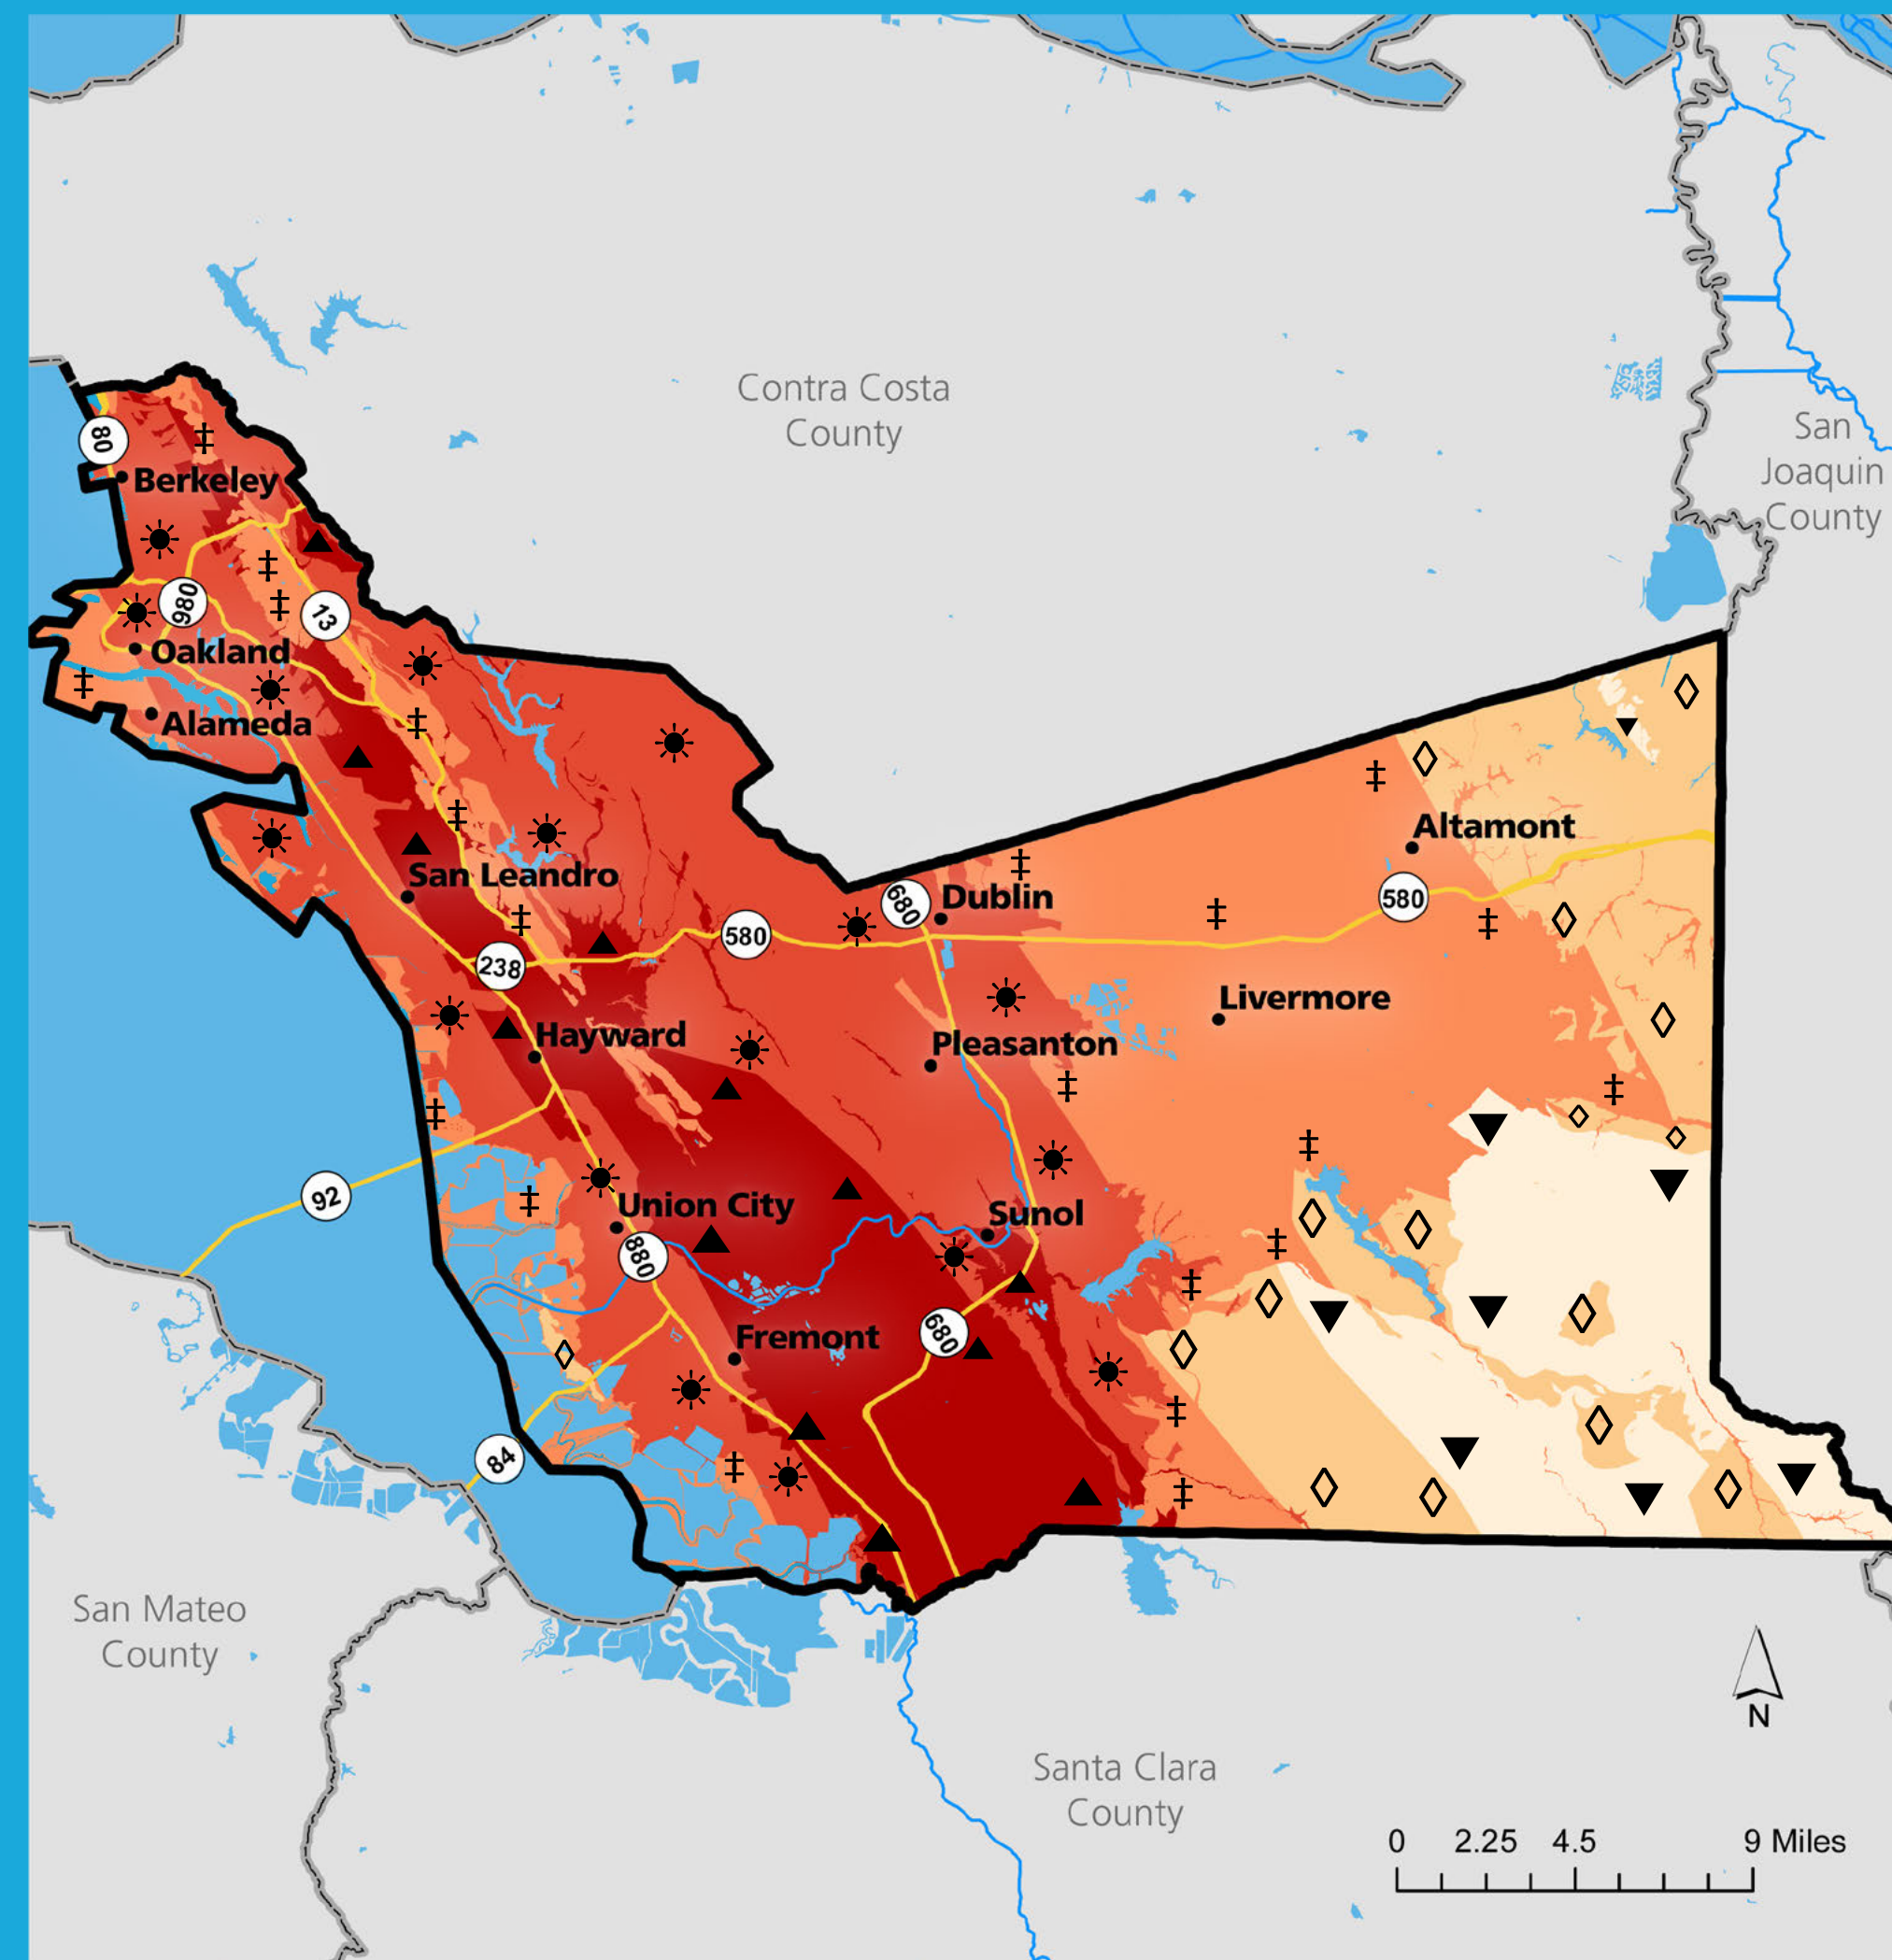 Contra Costa
County
San
Joaquin
County
80
Berkeley
980
13
Oakland
Alameda
Altamont
San Leandro
680
Dublin
580
580
238
Livermore
Hayward
Pleasanton
92
Union City
Sunol
880
Fremont
680
84
San Mateo
County
N
Santa Clara
County
0 2.25 4.5 9 Miles